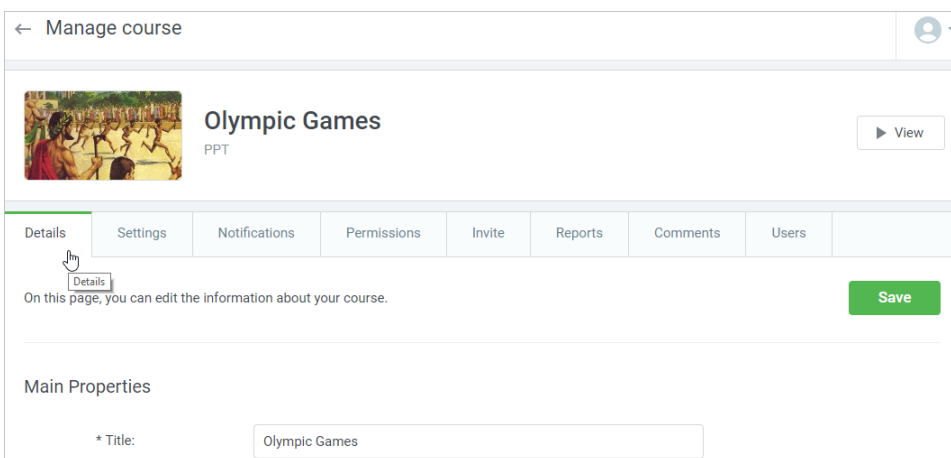 Manage course
Olympic Games
PPT
View
Details Settings Notifications Permissions Invite Reports Comments Users
Details
On this page, you can edit the information about your course.
Save
Main Properties
* Title: Olympic Games